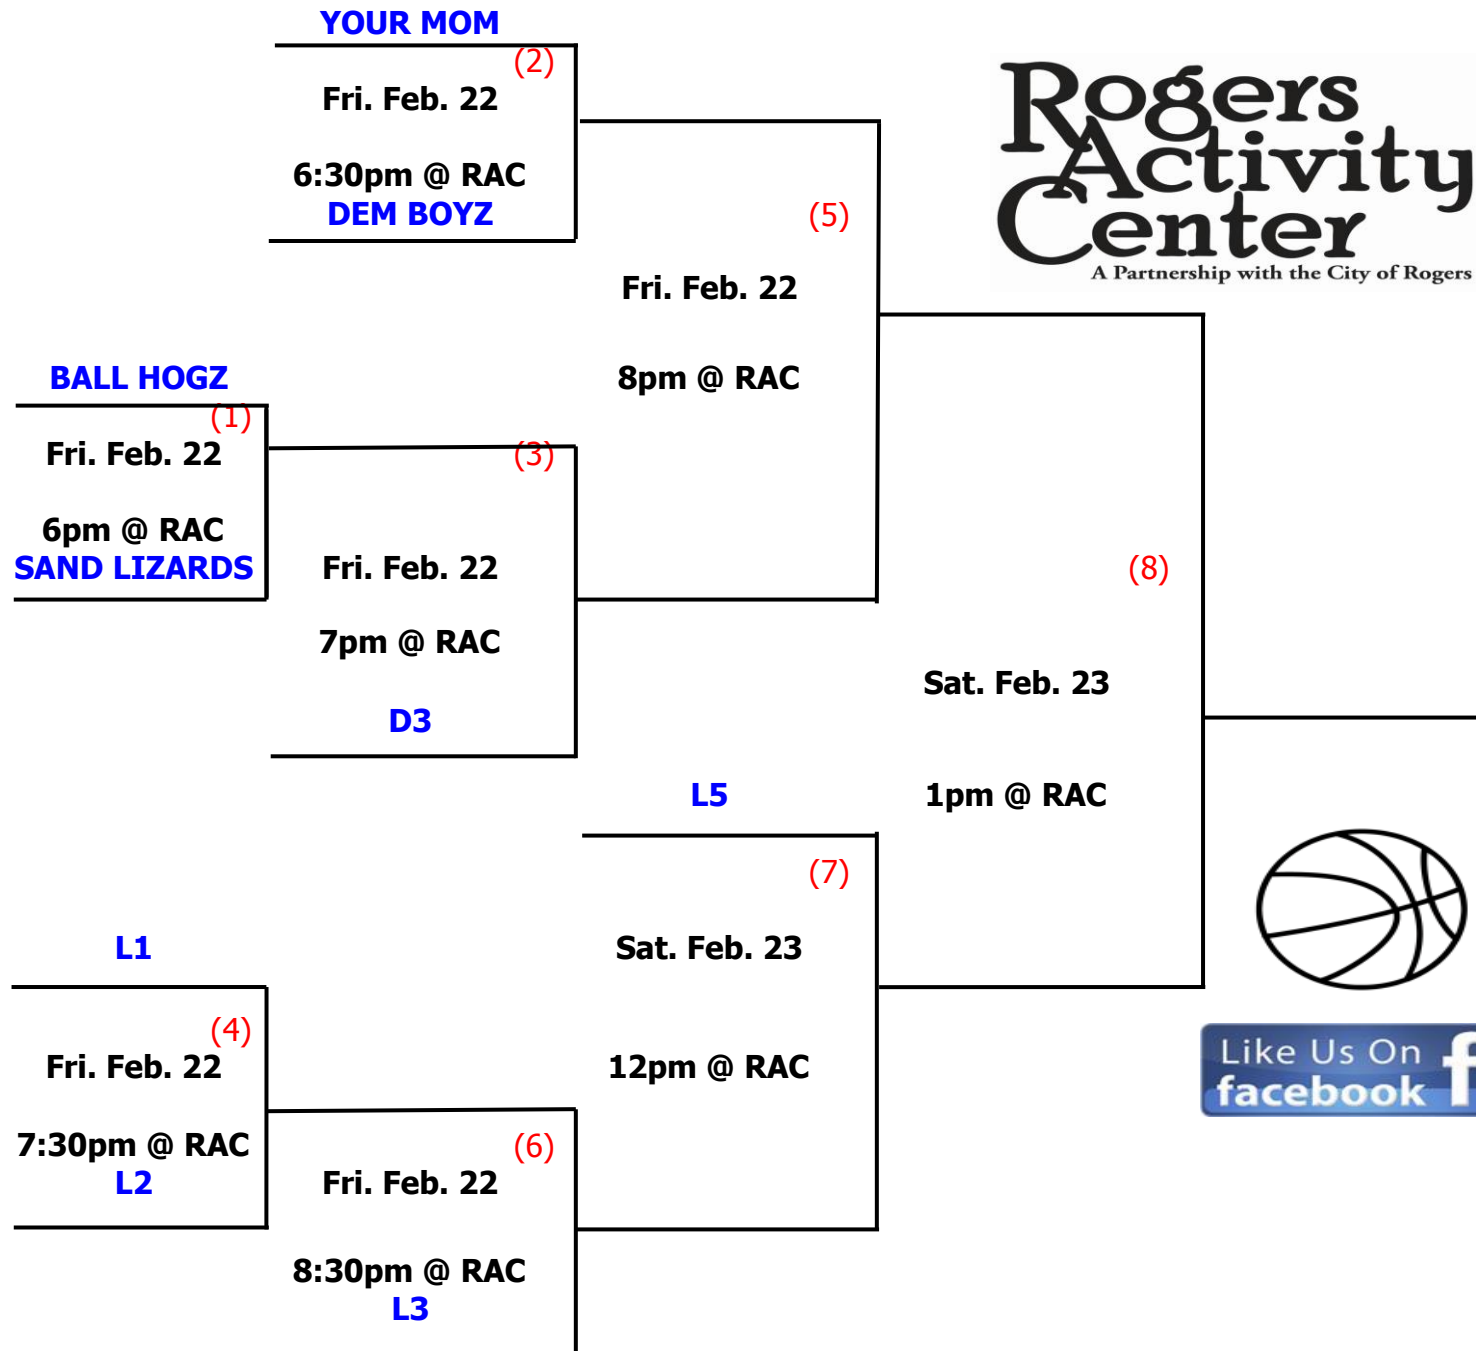 YOUR MOM
(2)
Fri. Feb. 22
6:30pm @ RAC
DEM BOYZ
Rogers
Activity
Center
A Partnership with the City of Rogers
(5)
Fri. Feb. 22
8pm @ RAC
BALL HOGZ
(1)
Fri. Feb. 22
6pm @ RAC
SAND LIZARDS
(3)
Fri. Feb. 22
7pm @ RAC
D3
(8)
Sat. Feb. 23
1pm @ RAC
L5
(7)
Sat. Feb. 23
12pm @ RAC
L1
(4)
Fri. Feb. 22
7:30pm @ RAC
L2
(6)
Fri. Feb. 22
8:30pm @ RAC
L3
Like Us On
facebook f